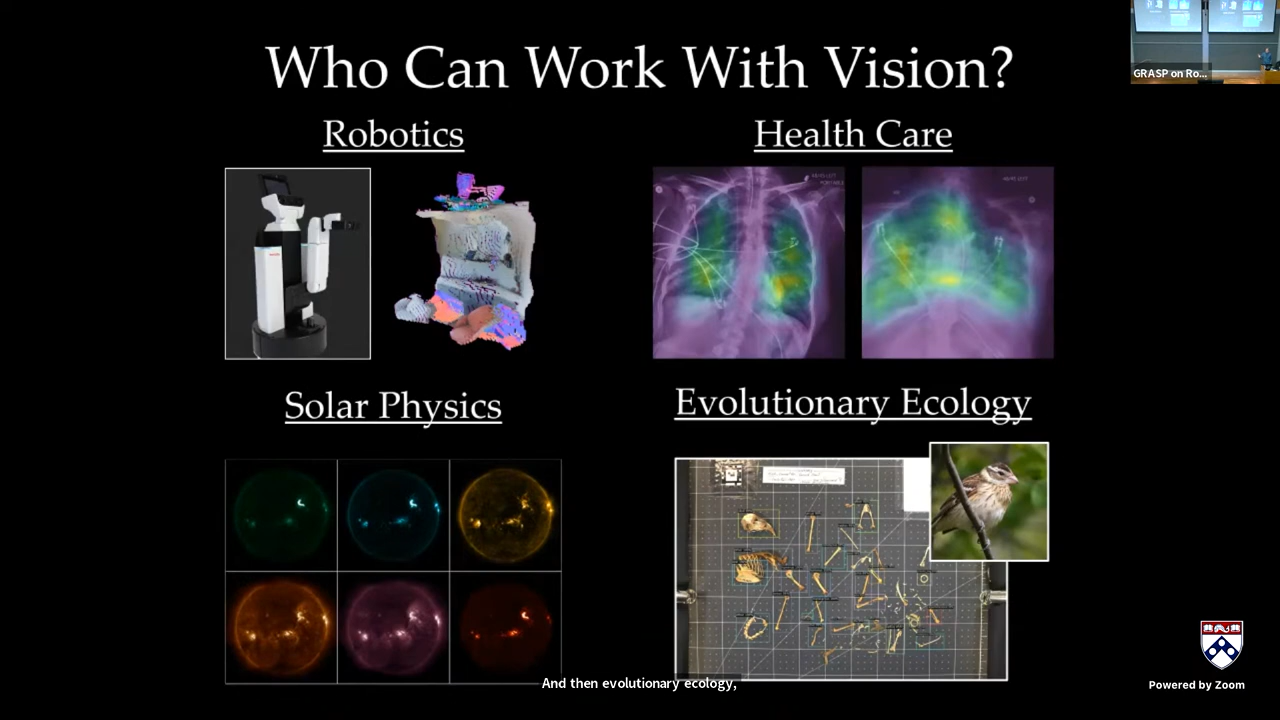 Who Can Work With Vision?
GRASP on Ro...
Robotics
Health Care
Solar Physics
Evolutionary Ecology
And then evolutionary ecology,
Powered by Zoom